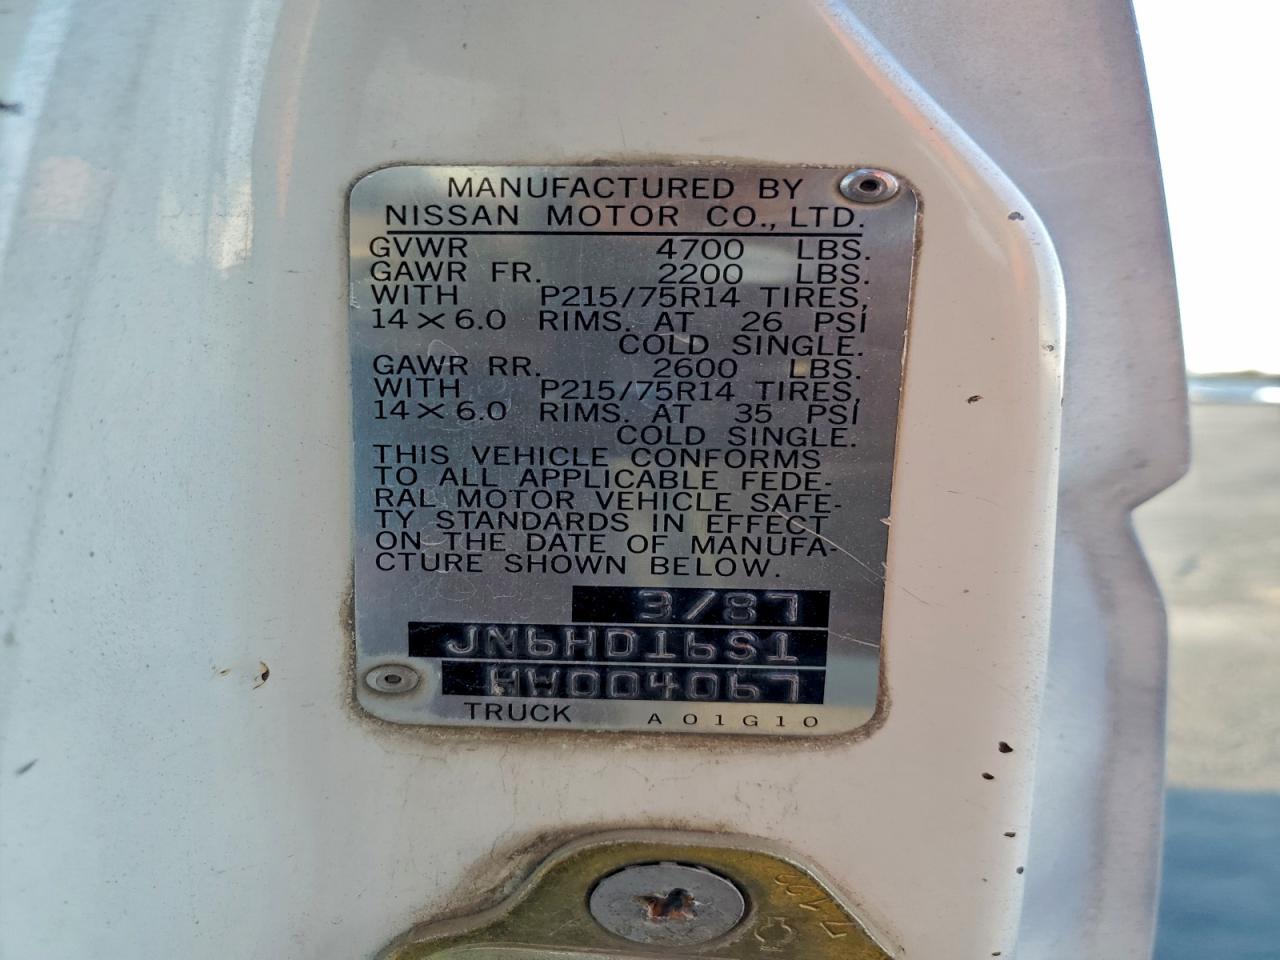 MANUFACTURED BY
NISSAN MOTOR CO., LTD.
GVWR 4700 LBS.
GAWR FR. 2200 LBS.
WITH P215/75R14 TIRES,
14×6.0 RIMS. AT 26 PSI
COLD SINGLE.
GAWR RR. 2600 LBS.
WITH P215/75R14 TIRES,
14×6.0 RIMS. AT 35 PSI
COLD SINGLE.
THIS VEHICLE CONFORMS
TO ALL APPLICABLE FEDE-
RAL MOTOR VEHICLE SAFE-
TY STANDARDS IN EFFECT
ON THE DATE OF MANUFA-
CTURE SHOWN BELOW.
3/87
JN6HD16S1
HW004067
TRUCK A01G10